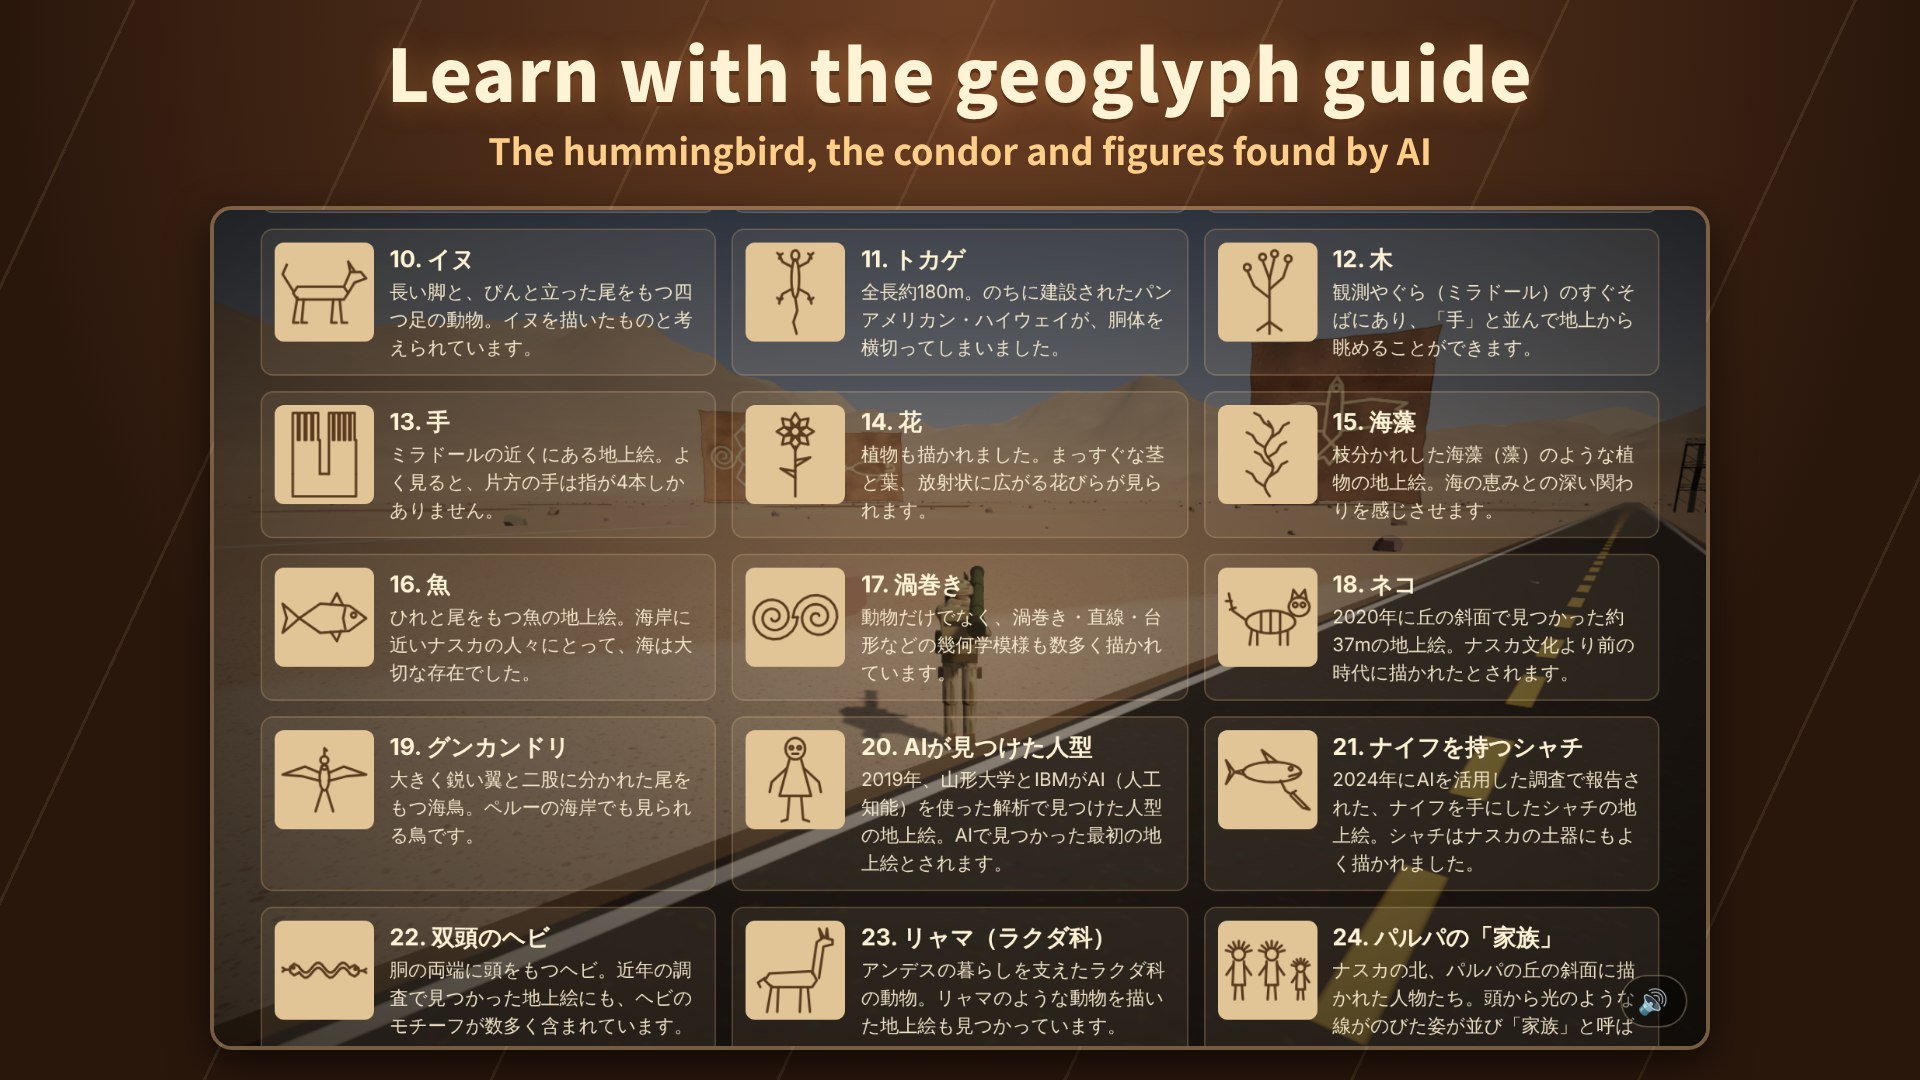 Learn with the geoglyph guide
The hummingbird, the condor and figures found by AI
10. イヌ
長い脚と、ぴんと立った尾をもつ四
つ足の動物。イヌを描いたものと考
えられています。
11. トカゲ
全長約180m。のちに建設されたパン
アメリカン・ハイウェイが、胴体を
横切ってしまいました。
12. 木
観測やぐら（ミラドール）のすぐそ
ばにあり、「手」と並んで地上から
眺めることができます。
13. 手
ミラドールの近くにある地上絵。よ
く見ると、片方の手は指が4本しか
ありません。
14. 花
植物も描かれました。まっすぐな茎
と葉、放射状に広がる花びらが見ら
れます。
15. 海藻
枝分かれした海藻（藻）のような植
物の地上絵。海の恵みとの深い関わ
りを感じさせます。
16. 魚
ひれと尾をもつ魚の地上絵。海岸に
近いナスカの人々にとって、海は大
切な存在でした。
17. 渦巻き
動物だけでなく、渦巻き・直線・台
形などの幾何学模様も数多く描かれ
ています。
18. ネコ
2020年に丘の斜面で見つかった約
37mの地上絵。ナスカ文化より前の
時代に描かれたとされます。
19. グンカンドリ
大きく鋭い翼と二股に分かれた尾を
もつ海鳥。ペルーの海岸でも見られ
る鳥です。
20. AIが見つけた人型
2019年、山形大学とIBMがAI（人工
知能）を使った解析で見つけた人型
の地上絵。AIで見つかった最初の地
上絵とされます。
21. ナイフを持つシャチ
2024年にAIを活用した調査で報告さ
れた、ナイフを手にしたシャチの地
上絵。シャチはナスカの土器にもよ
く描かれました。
22. 双頭のヘビ
胴の両端に頭をもつヘビ。近年の調
査で見つかった地上絵にも、ヘビの
モチーフが数多く含まれています。
23. リャマ（ラクダ科）
アンデスの暮らしを支えたラクダ科
の動物。リャマのような動物を描い
た地上絵も見つかっています。
24. パルパの「家族」
ナスカの北、パルパの丘の斜面に描
かれた人物たち。頭から光のような
線がのびた姿が並び「家族」と呼ば